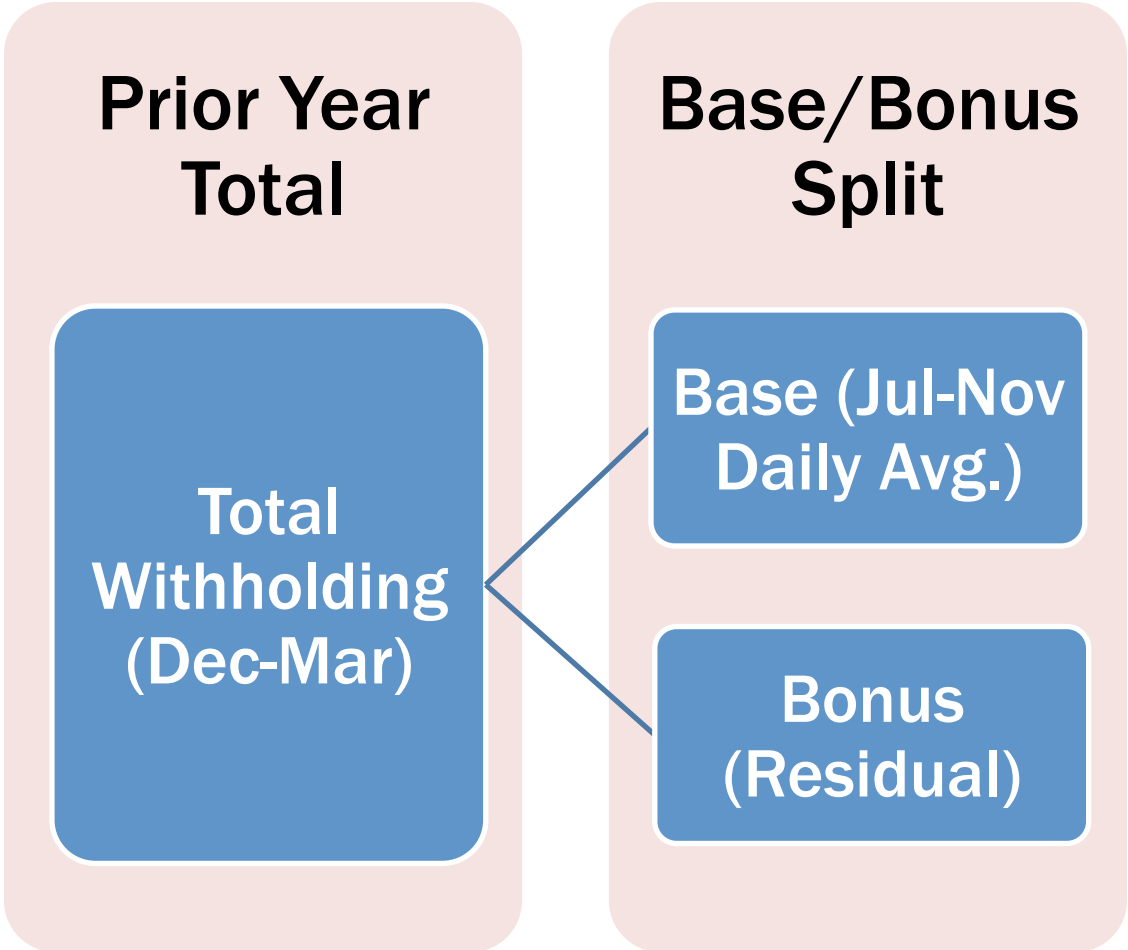 Prior Year
Total
Total
Withholding
(Dec-Mar)
Base/Bonus
Split
Base (Jul-Nov
Daily Avg.)
Bonus
(Residual)